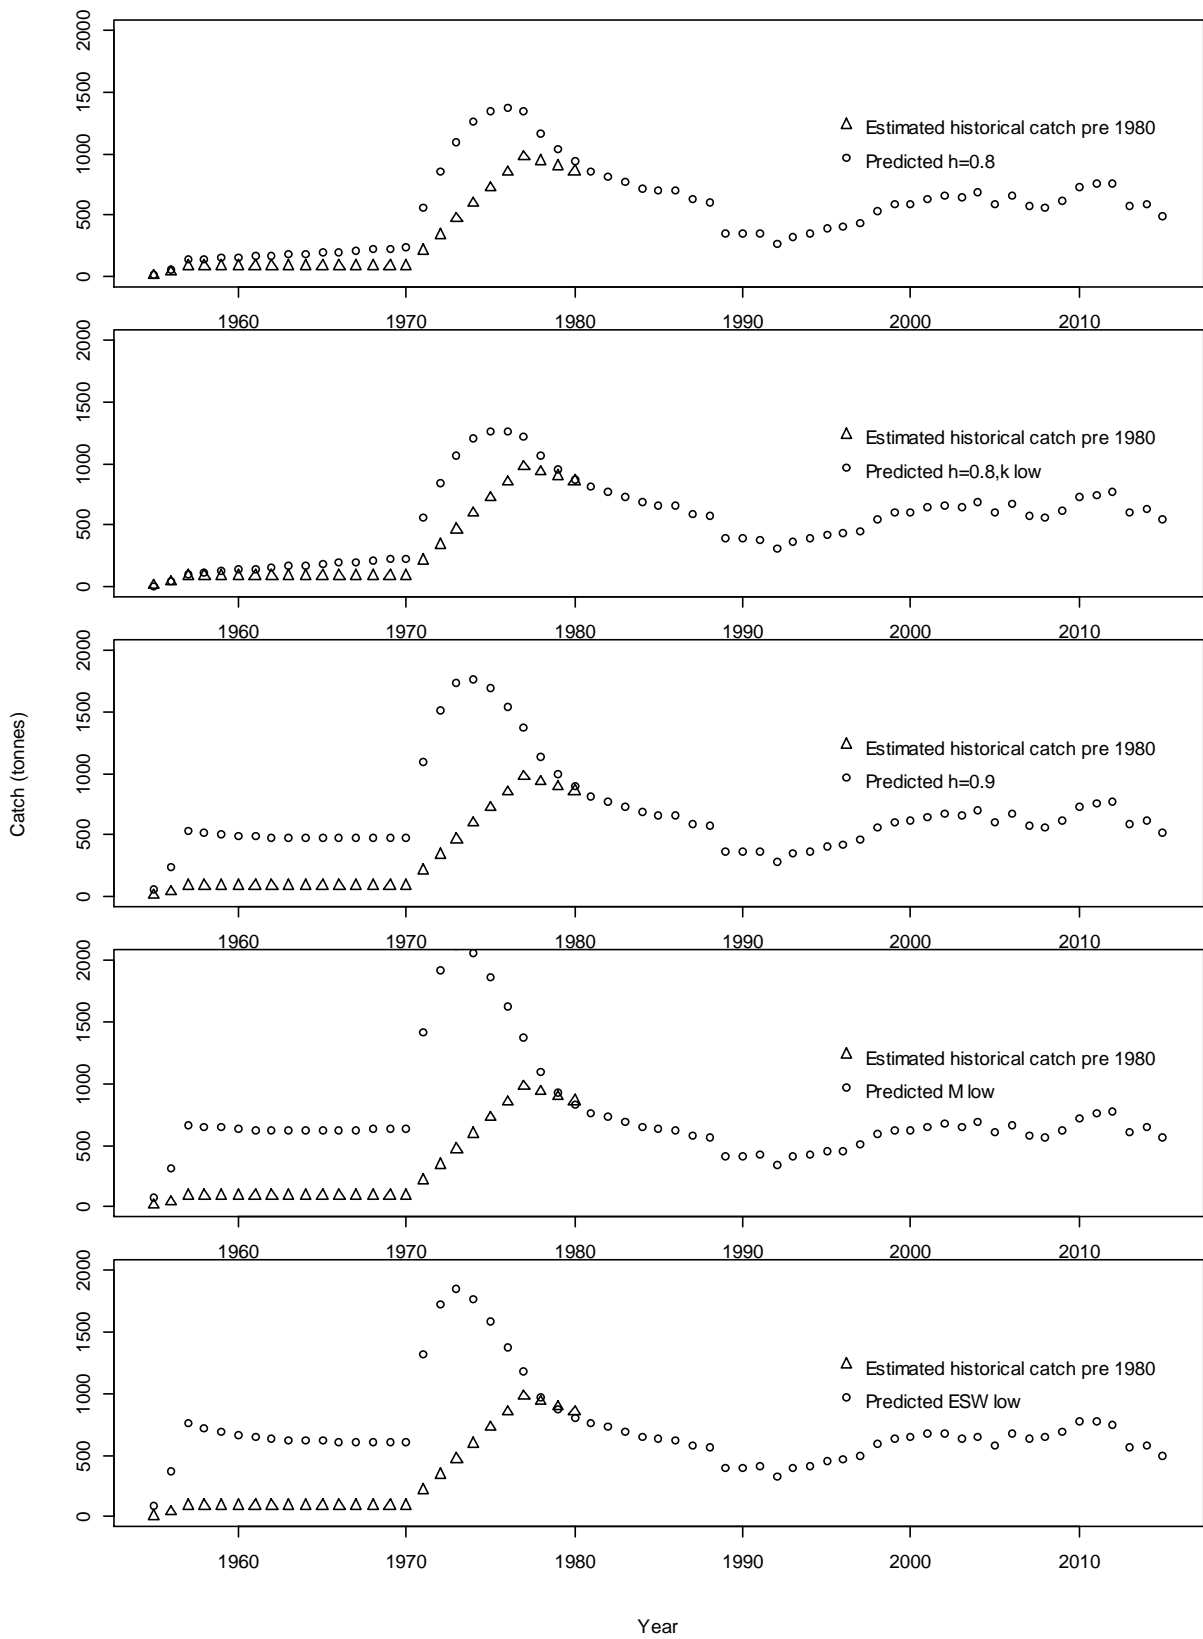 2000
1500
1000
500
0
△ Estimated historical catch pre 1980
○ Predicted h=0.8
1960 1970 1980 1990 2000 2010
2000
1500
1000
500
0
△ Estimated historical catch pre 1980
○ Predicted h=0.8,k low
1960 1970 1980 1990 2000 2010
Catch (tonnes)
2000
1500
1000
500
0
△ Estimated historical catch pre 1980
○ Predicted h=0.9
1960 1970 1980 1990 2000 2010
2000
1500
1000
500
0
△ Estimated historical catch pre 1980
○ Predicted M low
1960 1970 1980 1990 2000 2010
2000
1500
1000
500
0
△ Estimated historical catch pre 1980
○ Predicted ESW low
1960 1970 1980 1990 2000 2010
Year